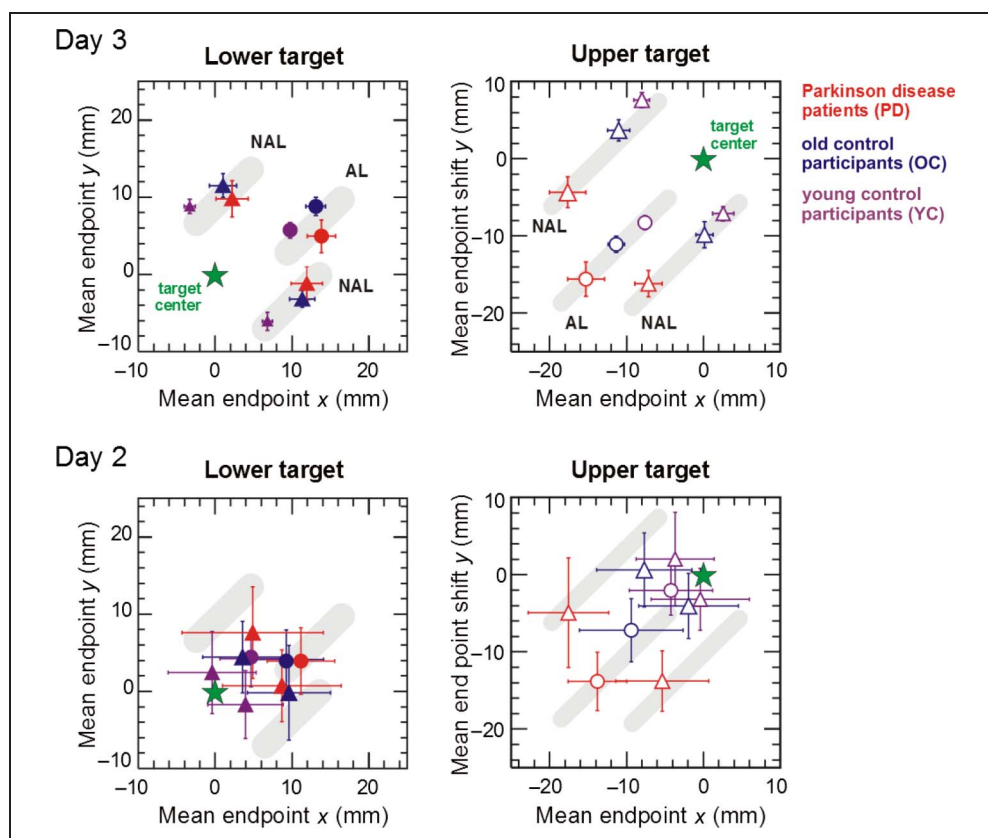 Day 3
Lower target
Upper target
Mean endpoint y (mm)
20
10
0
–10
NAL
AL
NAL
target
center
–10
0
10
20
Mean endpoint x (mm)
Mean endpoint shift y (mm)
10
0
–10
–20
target
center
NAL
AL
NAL
–20
–10
0
10
Mean endpoint x (mm)
Parkinson disease
patients (PD)
old control
participants (OC)
young control
participants (YC)
Day 2
Lower target
Upper target
Mean endpoint y (mm)
20
10
0
–10
–10
0
10
20
Mean endpoint x (mm)
Mean end point shift y (mm)
10
0
–10
–20
–20
–10
0
10
Mean endpoint x (mm)